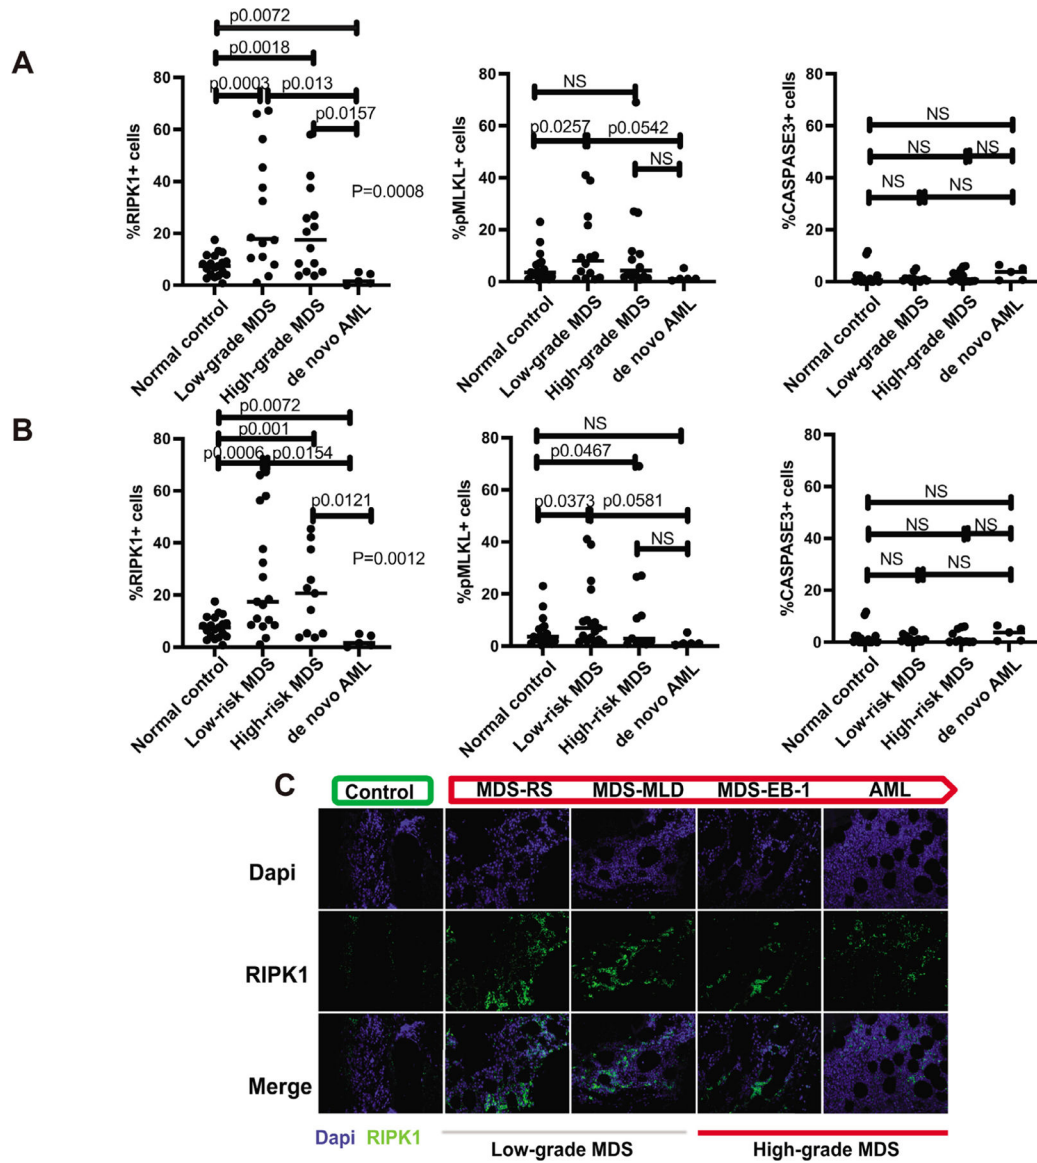 A
p0.0072
p0.0018
p0.0003 p0.013
p0.0157
P=0.0008
%RIPK1+ cells
80
60
40
20
0
Normal control
Low-grade MDS
High-grade MDS
de novo AML
NS
p0.0257 p0.0542
NS
%pMLKL+ cells
80
60
40
20
0
Normal control
Low-grade MDS
High-grade MDS
de novo AML
NS
NS NS
NS NS
%CASPASE3+ cells
80
60
40
20
0
Normal control
Low-grade MDS
High-grade MDS
de novo AML
B
p0.0072
p0.001
p0.0006 p0.0154
p0.0121
P=0.0012
%RIPK1+ cells
80
60
40
20
0
Normal control
Low-risk MDS
High-risk MDS
de novo AML
NS
p0.0467
p0.0373 p0.0581
NS
%pMLKL+ cells
80
60
40
20
0
Normal control
Low-risk MDS
High-risk MDS
de novo AML
NS
NS NS
NS NS
%CASPASE3+ cells
80
60
40
20
0
Normal control
Low-risk MDS
High-risk MDS
de novo AML
C
Control MDS-RS MDS-MLD MDS-EB-1 AML
Dapi
RIPK1
Merge
Dapi RIPK1
Low-grade MDS High-grade MDS